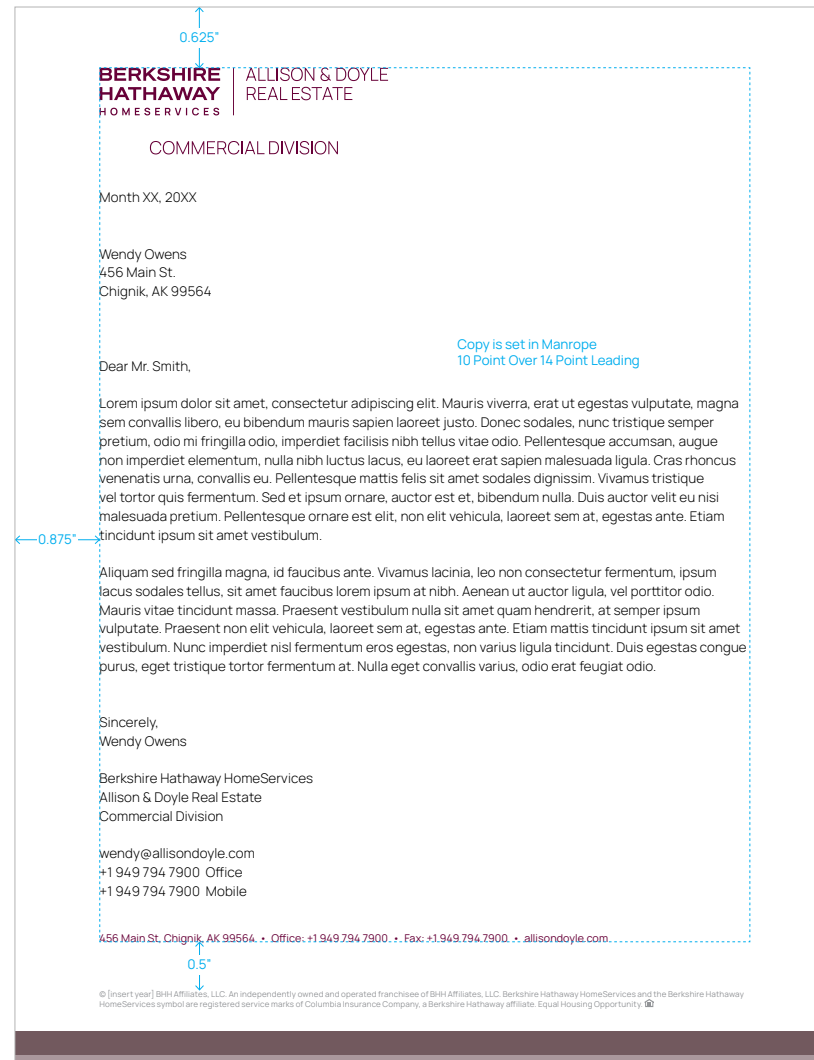 0.625”
BERKSHIRE
HATHAWAY
HOMESERVICES
ALLISON & DOYLE
REAL ESTATE
COMMERCIAL DIVISION
Month XX, 20XX
Wendy Owens
456 Main St.
Chignik, AK 99564
Copy is set in Manrope
10 Point Over 14 Point Leading
Dear Mr. Smith,
Lorem ipsum dolor sit amet, consectetur adipiscing elit. Mauris viverra, erat ut egestas vulputate, magna
sem convallis libero, eu bibendum mauris sapien laoreet justo. Donec sodales, nunc tristique semper
pretium, odio mi fringilla odio, imperdiet facilisis nibh tellus vitae odio. Pellentesque accumsan, augue
non imperdiet elementum, nulla nibh luctus lacus, eu laoreet erat sapien malesuada ligula. Cras rhoncus
venenatis urna, convallis eu. Pellentesque mattis felis sit amet sodales dignissim. Vivamus tristique
vel tortor quis fermentum. Sed et ipsum ornare, auctor est et, bibendum nulla. Duis auctor velit eu nisi
malesuada pretium. Pellentesque ornare est elit, non elit vehicula, laoreet sem at, egestas ante. Etiam
tincidunt ipsum sit amet vestibulum.
0.875”
Aliquam sed fringilla magna, id faucibus ante. Vivamus lacinia, leo non consectetur fermentum, ipsum
lacus sodales tellus, sit amet faucibus lorem ipsum at nibh. Aenean ut auctor ligula, vel porttitor odio.
Mauris vitae tincidunt massa. Praesent vestibulum nulla sit amet quam hendrerit, at semper ipsum
vulputate. Praesent non elit vehicula, laoreet sem at, egestas ante. Etiam mattis tincidunt ipsum sit amet
vestibulum. Nunc imperdiet nisl fermentum eros egestas, non varius ligula tincidunt. Duis egestas congue
purus, eget tristique tortor fermentum at. Nulla eget convallis varius, odio erat feugiat odio.
Sincerely,
Wendy Owens
Berkshire Hathaway HomeServices
Allison & Doyle Real Estate
Commercial Division
wendy@allisondoyle.com
+1 949 794 7900 Office
+1 949 794 7900 Mobile
456 Main St, Chignik, AK 99564 • Office: +1 949 794 7900 • Fax: +1 949 794 7900 • allisondoyle.com
0.5”
© [insert year] BHH Affiliates, LLC. An independently owned and operated franchisee of BHH Affiliates, LLC. Berkshire Hathaway HomeServices and the Berkshire Hathaway
HomeServices symbol are registered service marks of Columbia Insurance Company, a Berkshire Hathaway affiliate. Equal Housing Opportunity.